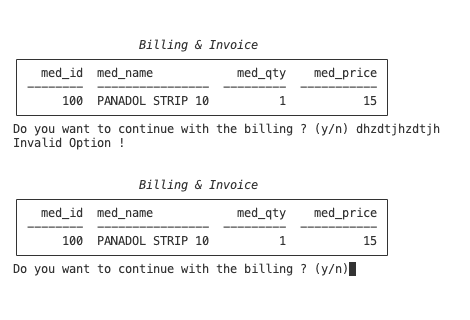 Billing & Invoice
med_id med_name med_qty med_price
100 PANADOL STRIP 10 1 15
Do you want to continue with the billing ? (y/n) dhzdtjhzdtjh
Invalid Option !
Billing & Invoice
med_id med_name med_qty med_price
100 PANADOL STRIP 10 1 15
Do you want to continue with the billing ? (y/n)